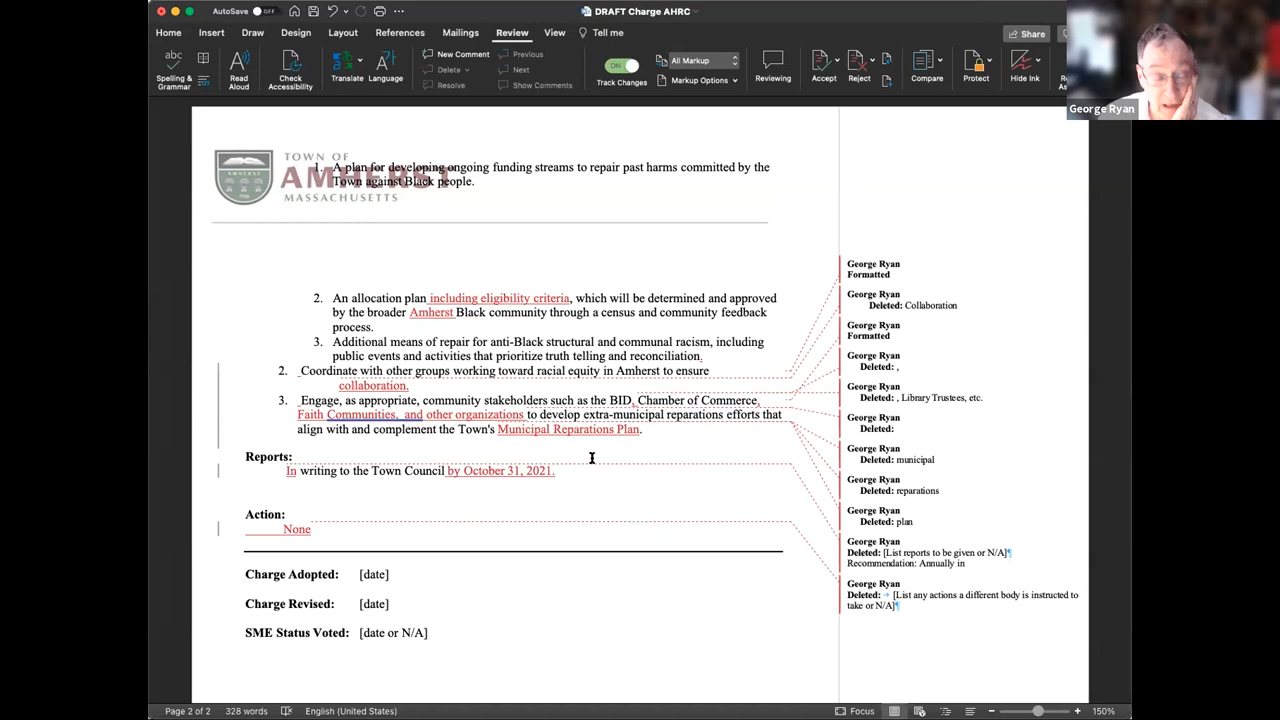 AutoSave OFF
DRAFT Charge AHRC
Home Insert Draw Design Layout References Mailings Review View Tell me
Share
Spelling & Grammar
Read Aloud
Check Accessibility
Translate
Language
New Comment
Delete
Resolve
Previous
Next
Show Comments
ON
Track Changes
All Markup
Markup Options
Reviewing
Accept
Reject
Compare
Protect
Hide Ink
George Ryan
TOWN OF
AMHERST
MASSACHUSETTS
1. A plan for developing ongoing funding streams to repair past harms committed by the
Town against Black people.
2. An allocation plan including eligibility criteria, which will be determined and approved
by the broader Amherst Black community through a census and community feedback
process.
3. Additional means of repair for anti-Black structural and communal racism, including
public events and activities that prioritize truth telling and reconciliation.
2. Coordinate with other groups working toward racial equity in Amherst to ensure
collaboration.
3. Engage, as appropriate, community stakeholders such as the BID, Chamber of Commerce,
Faith Communities, and other organizations to develop extra-municipal reparations efforts that
align with and complement the Town's Municipal Reparations Plan.
Reports:
In writing to the Town Council by October 31, 2021.
Action:
None
Charge Adopted: [date]
Charge Revised: [date]
SME Status Voted: [date or N/A]
George Ryan
Formatted
George Ryan
Deleted: Collaboration
George Ryan
Formatted
George Ryan
Deleted: ,
George Ryan
Deleted: , Library Trustees, etc.
George Ryan
Deleted:
George Ryan
Deleted: municipal
George Ryan
Deleted: reparations
George Ryan
Deleted: plan
George Ryan
Deleted: [List reports to be given or N/A]¶
Recommendation: Annually in
George Ryan
Deleted: → [List any actions a different body is instructed to
take or N/A]¶
Page 2 of 2 328 words English (United States) Focus 150%